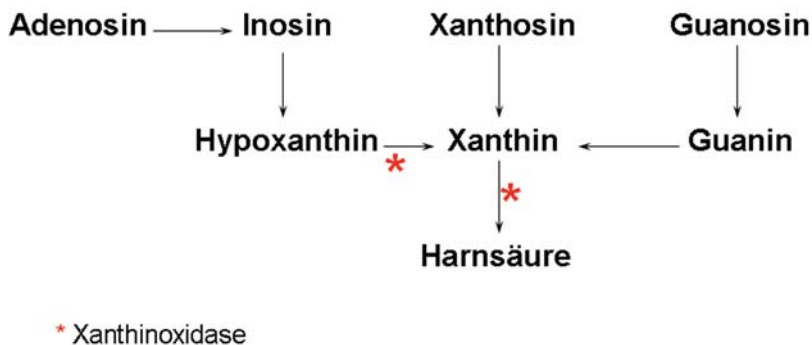 Adenosin Inosin Xanthosin Guanosin
Hypoxanthin Xanthin Guanin
*
*
Harnsäure
* Xanthinoxidase